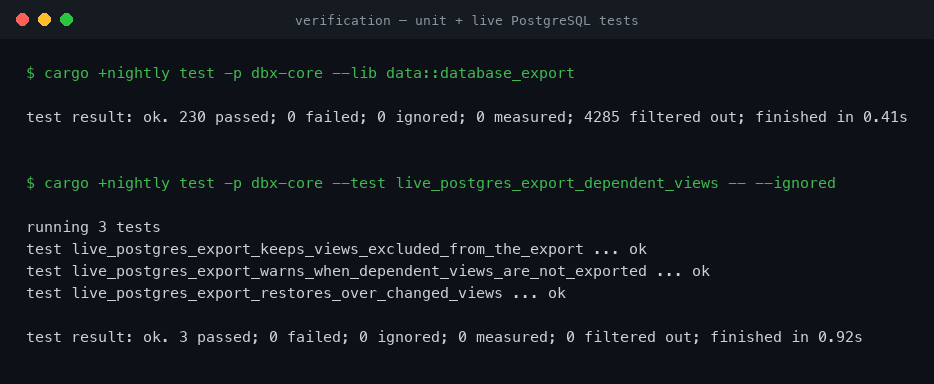 verification — unit + live PostgreSQL tests
$ cargo +nightly test -p dbx-core --lib data::database_export
test result: ok. 230 passed; 0 failed; 0 ignored; 0 measured; 4285 filtered out; finished in 0.41s
$ cargo +nightly test -p dbx-core --test live_postgres_export_dependent_views -- --ignored
running 3 tests
test live_postgres_export_keeps_views_excluded_from_the_export ... ok
test live_postgres_export_warns_when_dependent_views_are_not_exported ... ok
test live_postgres_export_restores_over_changed_views ... ok
test result: ok. 3 passed; 0 failed; 0 ignored; 0 measured; 0 filtered out; finished in 0.92s